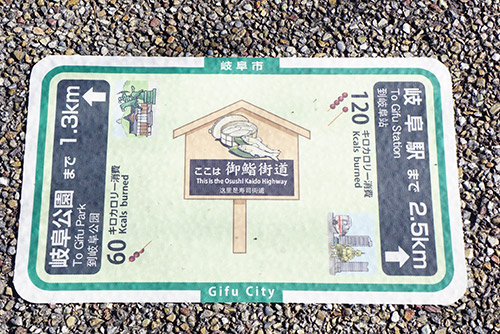 岐阜市
岐阜公園 まで 1.3km
To Gifu Park
到岐阜公园
60 キロカロリー消費
Kcals burned
ここは 御鮨街道
This is the Osushi Kaido Highway
这里是寿司街道
岐阜駅 まで 2.5km
To Gifu Station
到岐阜站
120 キロカロリー消費
Kcals burned
Gifu City